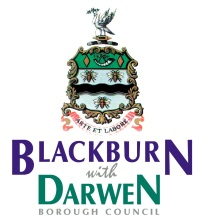 ARTE ET LABORE
BLACKBURN
with
DARWEN
BOROUGH COUNCIL